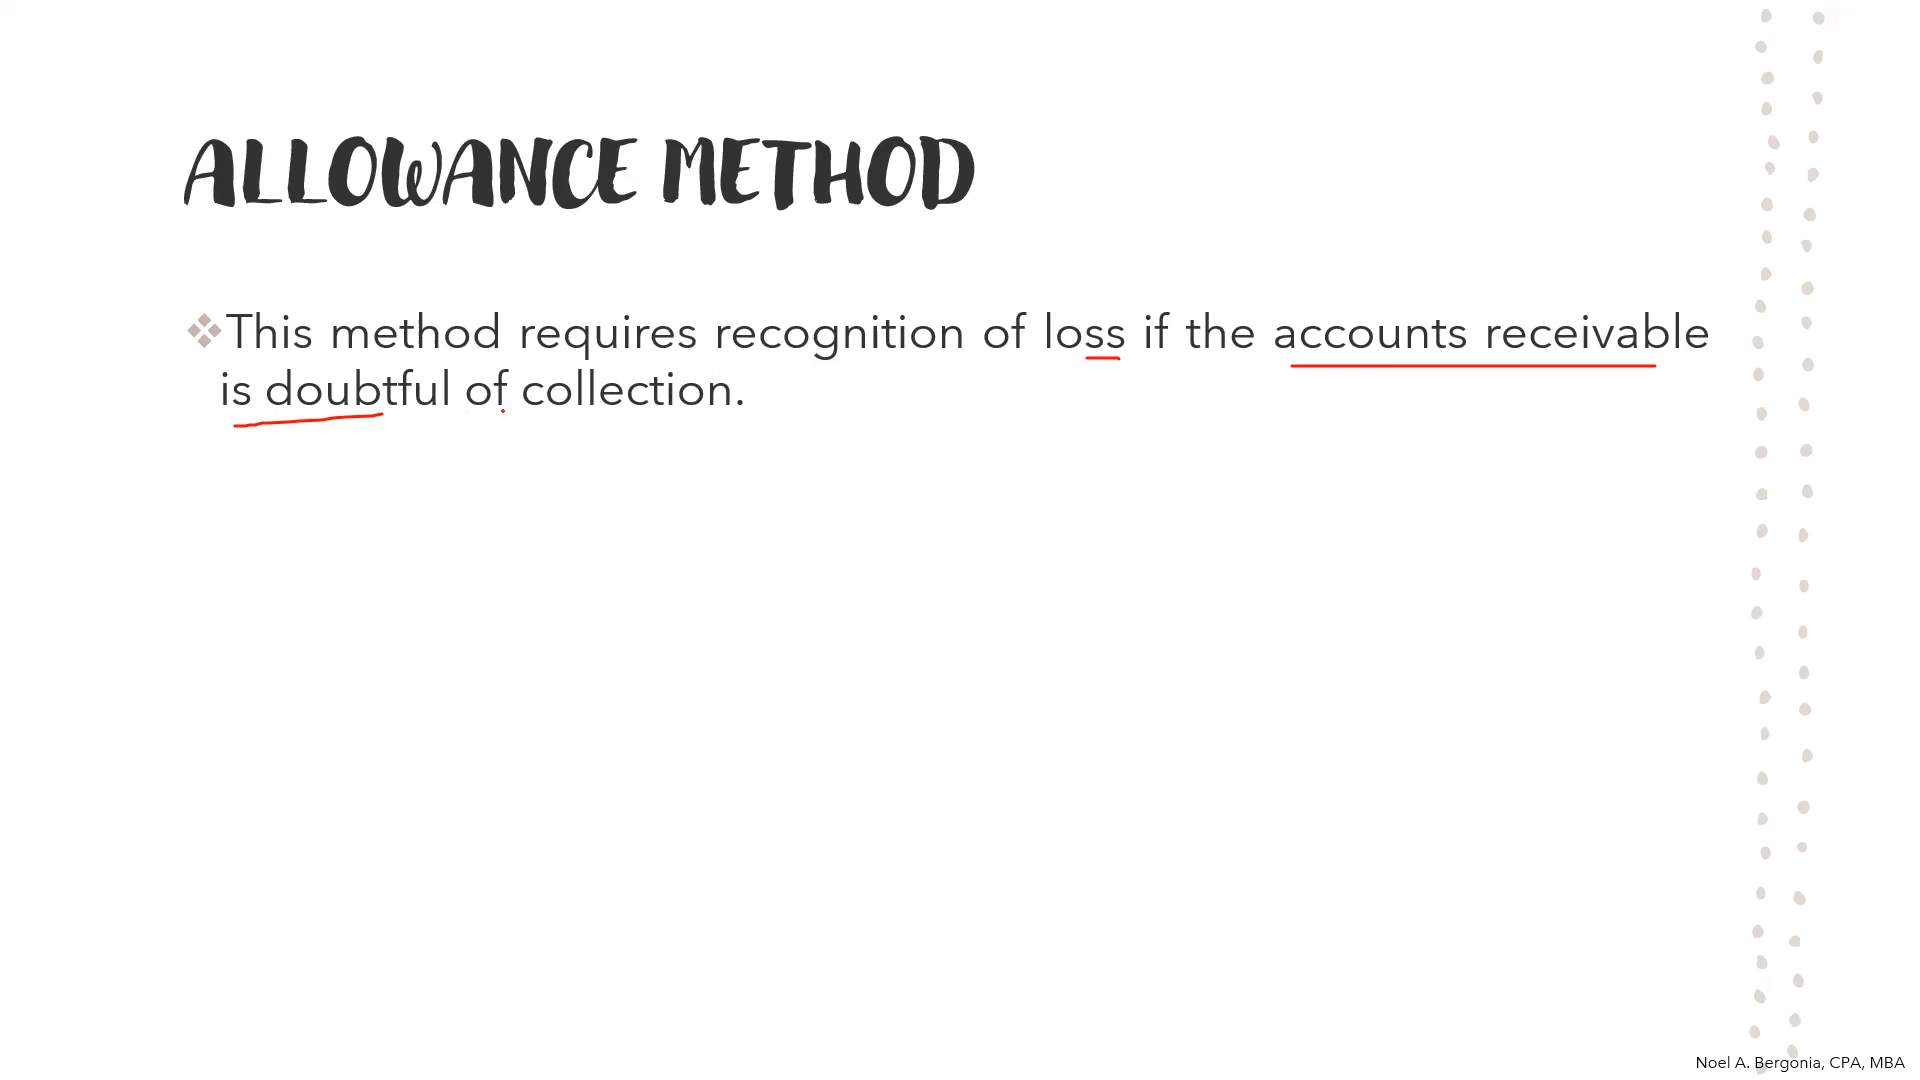 ALLOWANCE METHOD
❖This method requires recognition of loss if the accounts receivable
is doubtful of collection.
Noel A. Bergonia, CPA, MBA